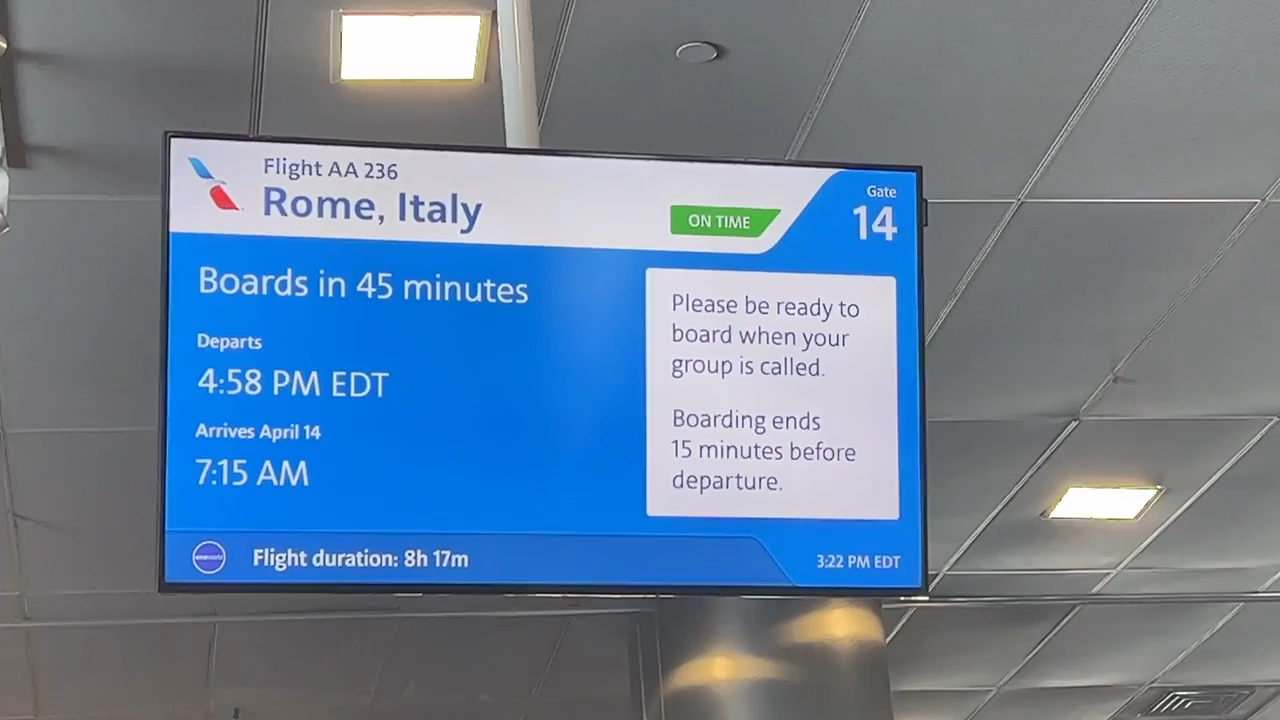 Flight AA 236
Rome, Italy
ON TIME
Gate
14
Boards in 45 minutes
Departs
4:58 PM EDT
Arrives April 14
7:15 AM
Please be ready to
board when your
group is called.
Boarding ends
15 minutes before
departure.
oneworld
Flight duration: 8h 17m
3:22 PM EDT